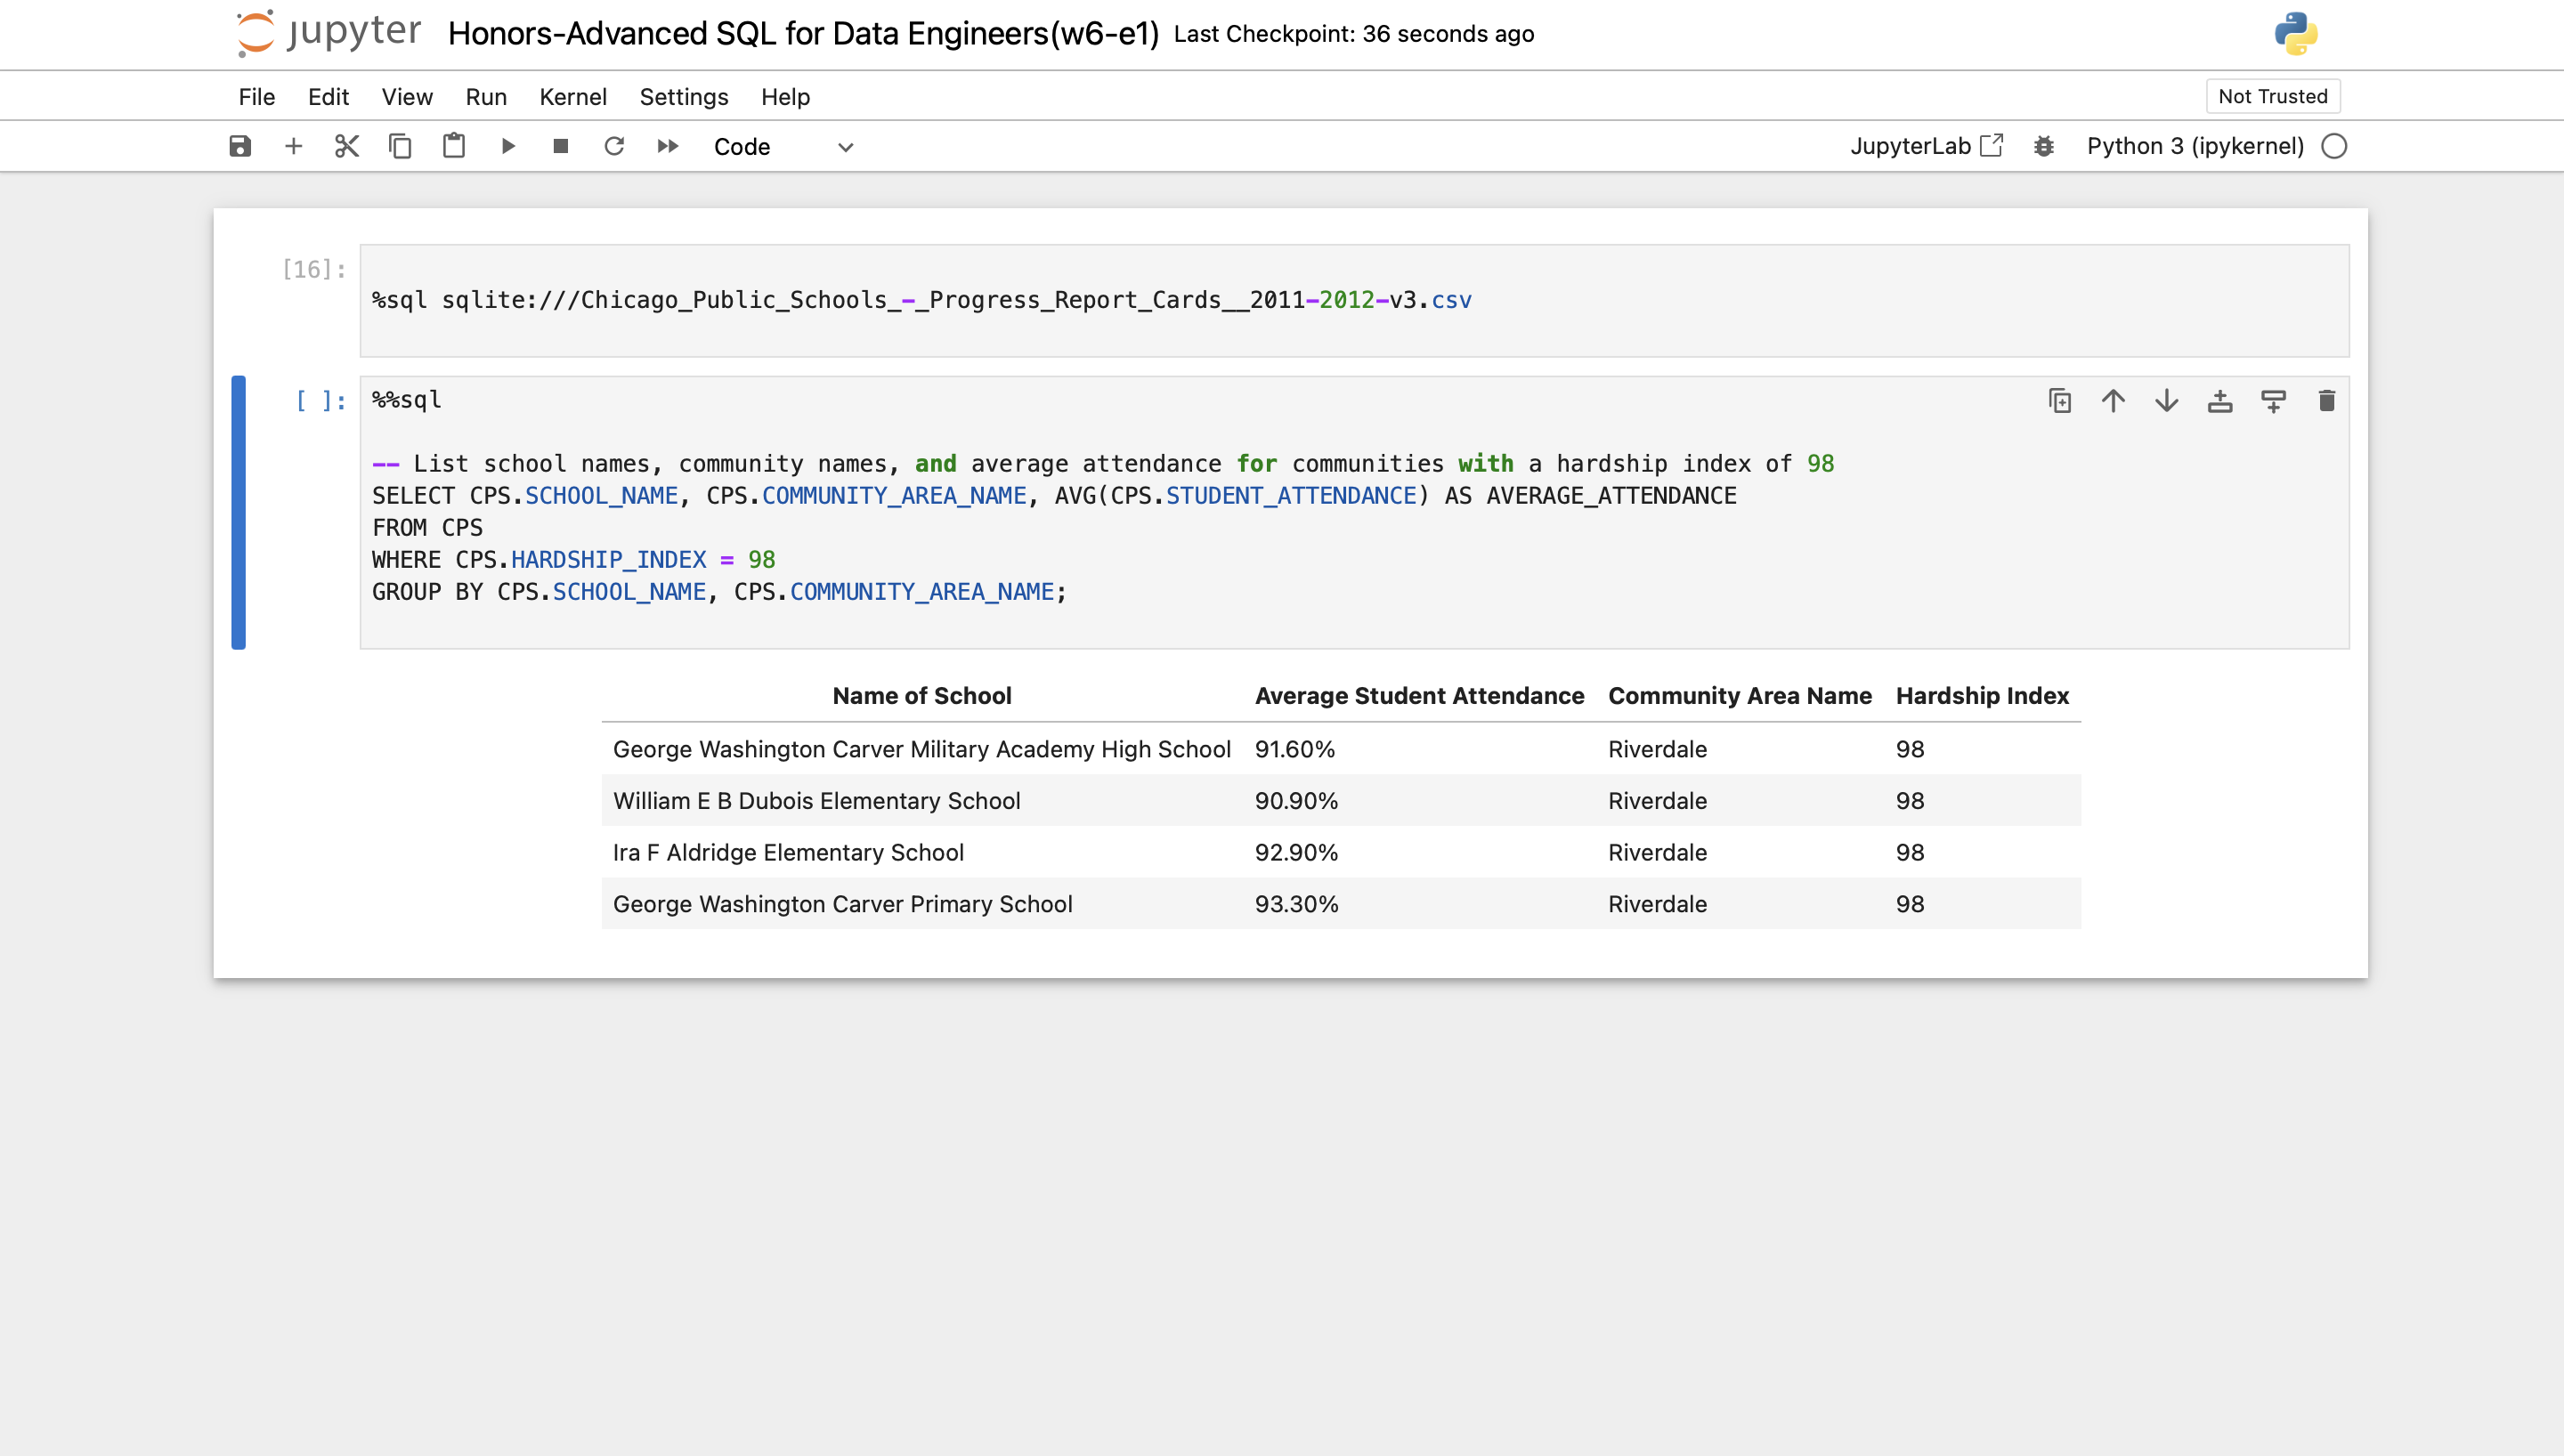 jupyter Honors-Advanced SQL for Data Engineers(w6-e1) Last Checkpoint: 36 seconds ago
File Edit View Run Kernel Settings Help Not Trusted
Code JupyterLab Python 3 (ipykernel)
[16]:
%sql sqlite:///Chicago_Public_Schools_-_Progress_Report_Cards__2011-2012-v3.csv
[ ]: %%sql
-- List school names, community names, and average attendance for communities with a hardship index of 98
SELECT CPS.SCHOOL_NAME, CPS.COMMUNITY_AREA_NAME, AVG(CPS.STUDENT_ATTENDANCE) AS AVERAGE_ATTENDANCE
FROM CPS
WHERE CPS.HARDSHIP_INDEX = 98
GROUP BY CPS.SCHOOL_NAME, CPS.COMMUNITY_AREA_NAME;
Name of School Average Student Attendance Community Area Name Hardship Index
George Washington Carver Military Academy High School 91.60% Riverdale 98
William E B Dubois Elementary School 90.90% Riverdale 98
Ira F Aldridge Elementary School 92.90% Riverdale 98
George Washington Carver Primary School 93.30% Riverdale 98